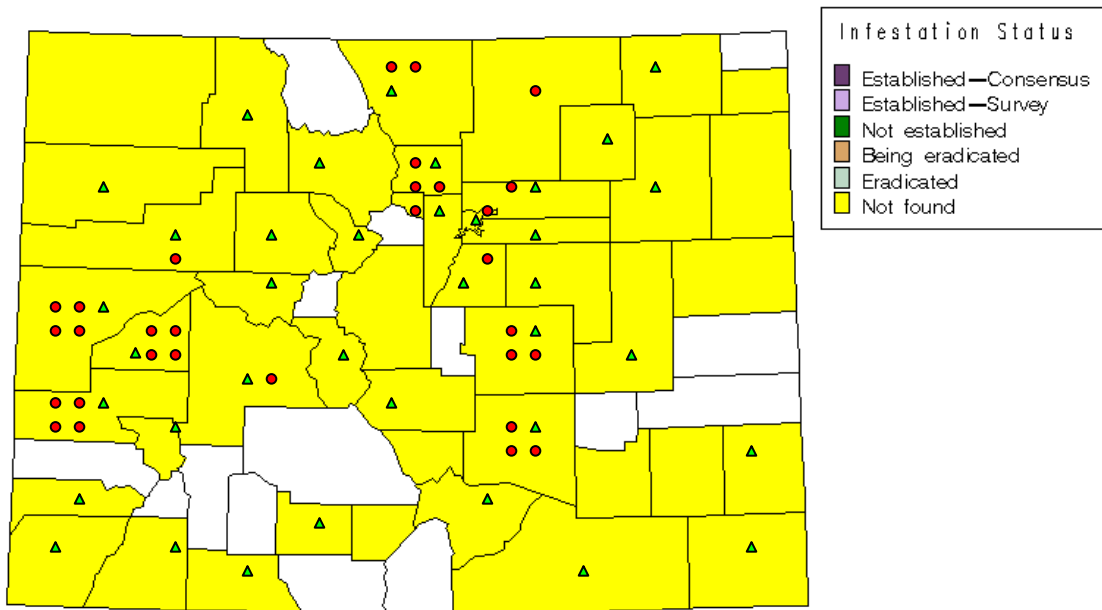 Infestation Status
Established—Consensus
Established—Survey
Not established
Being eradicated
Eradicated
Not found